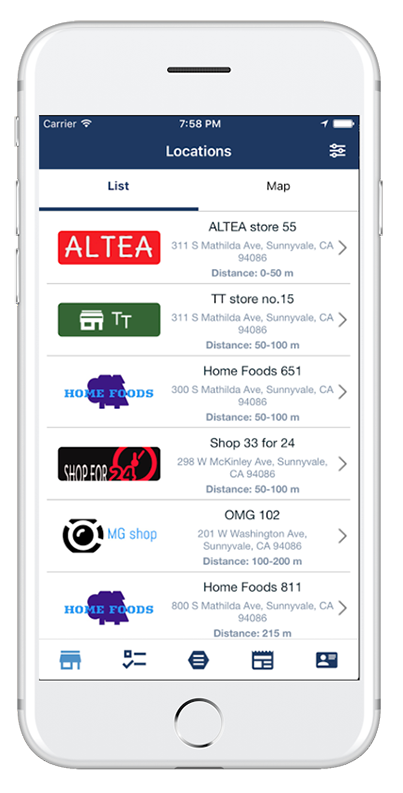 Carrier 7:58 PM
Locations
List Map
ALTEA
ALTEA store 55
311 S Mathilda Ave, Sunnyvale, CA
94086
Distance: 0-50 m
TT
TT store no.15
311 S Mathilda Ave, Sunnyvale, CA
94086
Distance: 50-100 m
HOME FOODS
Home Foods 651
300 S Mathilda Ave, Sunnyvale, CA
94086
Distance: 50-100 m
SHOP FOR 24
Shop 33 for 24
298 W McKinley Ave, Sunnyvale,
CA 94086
Distance: 50-100 m
MG shop
OMG 102
201 W Washington Ave,
Sunnyvale, CA 94086
Distance: 100-200 m
HOME FOODS
Home Foods 811
800 S Mathilda Ave, Sunnyvale, CA
94086
Distance: 215 m